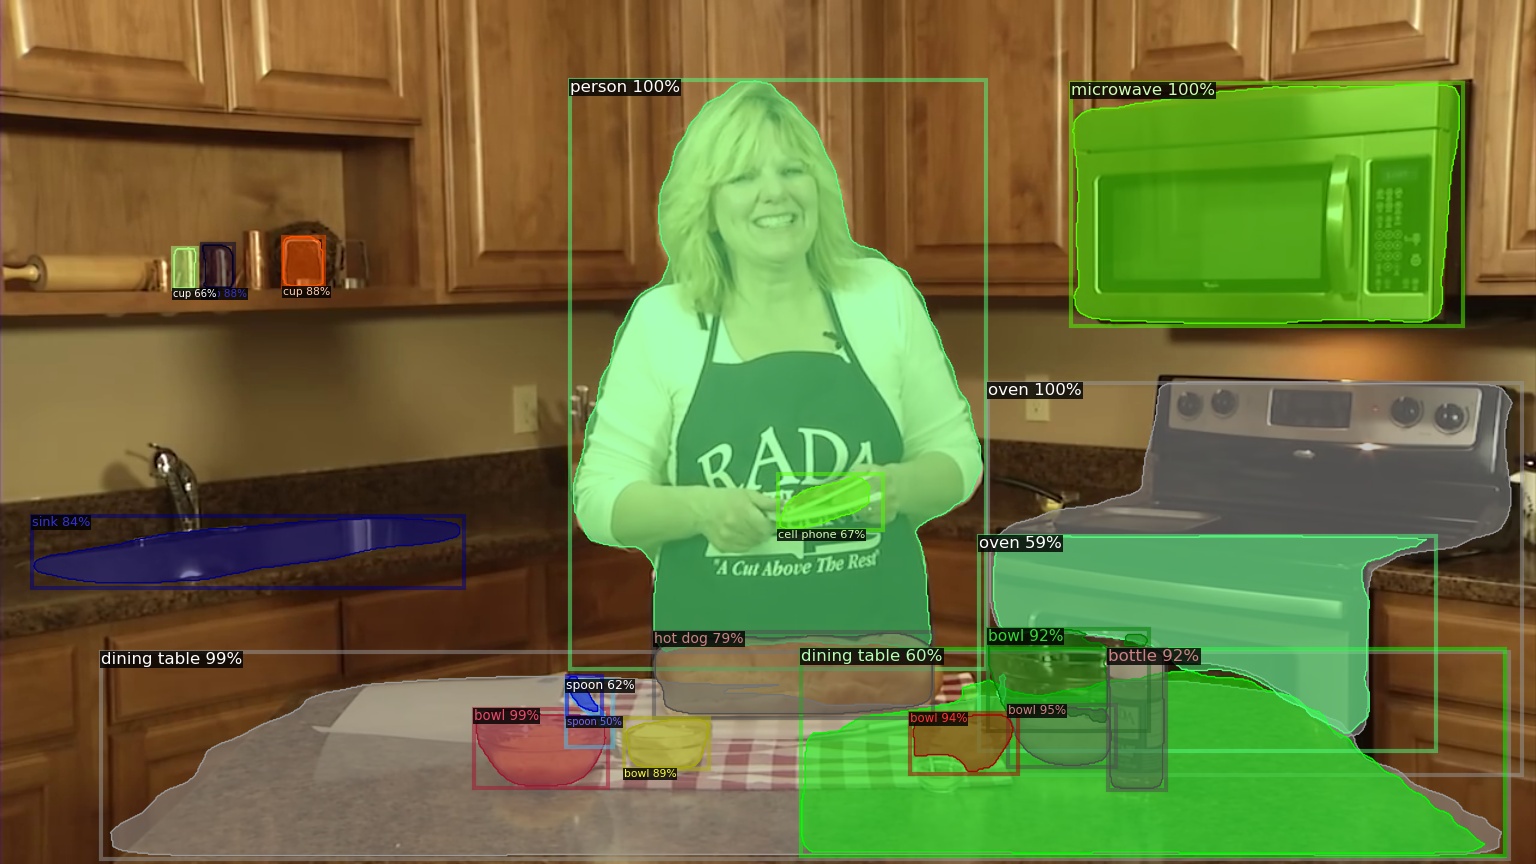 person 100%
microwave 100%
cup 66%
88%
cup 88%
oven 100%
RADA
cell phone 67%
"A Cut Above The Rest"
sink 84%
oven 59%
hot dog 79%
bowl 92%
dining table 99%
dining table 60%
bottle 92%
spoon 62%
bowl 99%
spoon 50%
bowl 94%
bowl 95%
bowl 89%